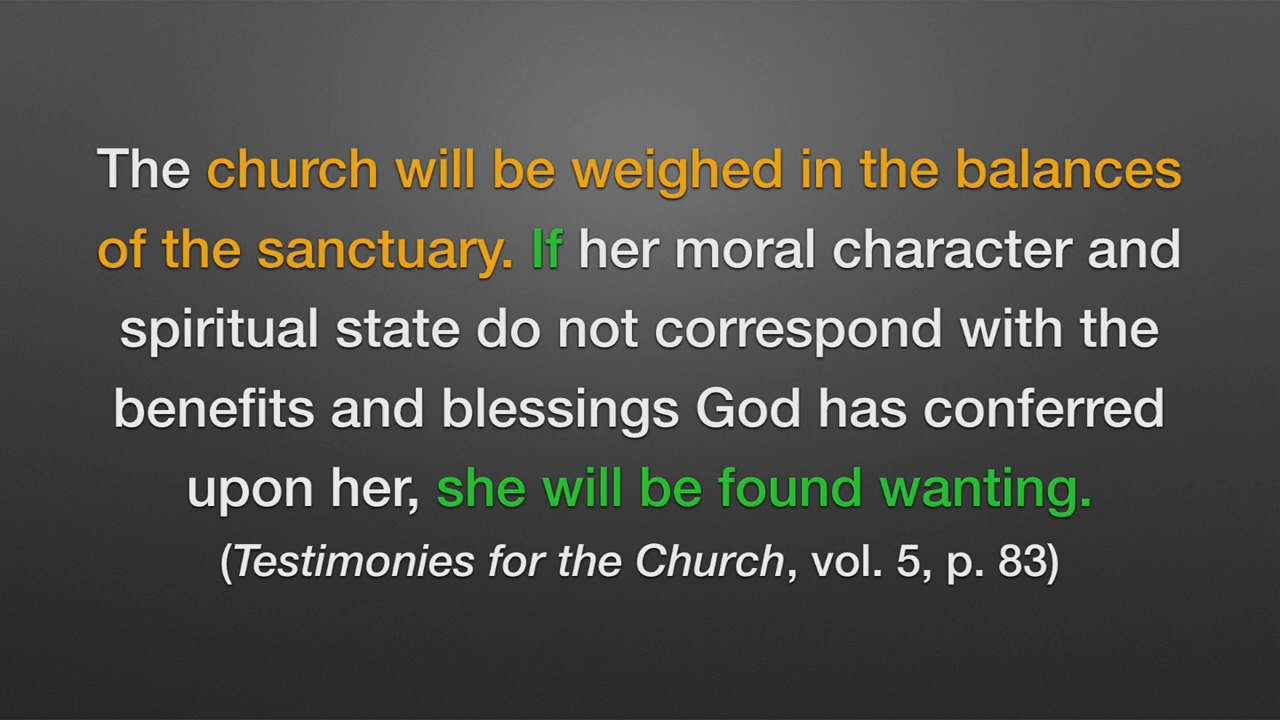 The church will be weighed in the balances
of the sanctuary. If her moral character and
spiritual state do not correspond with the
benefits and blessings God has conferred
upon her, she will be found wanting.
(Testimonies for the Church, vol. 5, p. 83)